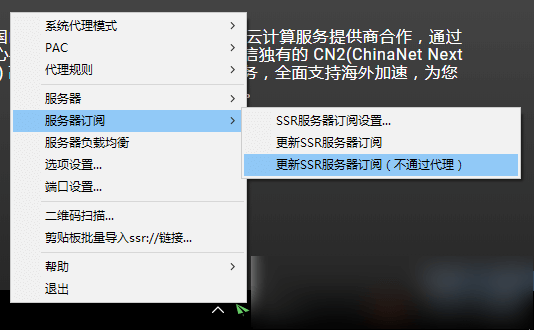 国
云计算服务提供商合作，通过
心
信独有的 CN2(ChinaNet Next
务，全面支持海外加速，为您
系统代理模式
PAC
代理规则
服务器
服务器订阅
服务器负载均衡
选项设置...
端口设置...
二维码扫描...
剪贴板批量导入ssr://链接...
帮助
退出
SSR服务器订阅设置...
更新SSR服务器订阅
更新SSR服务器订阅（不通过代理）